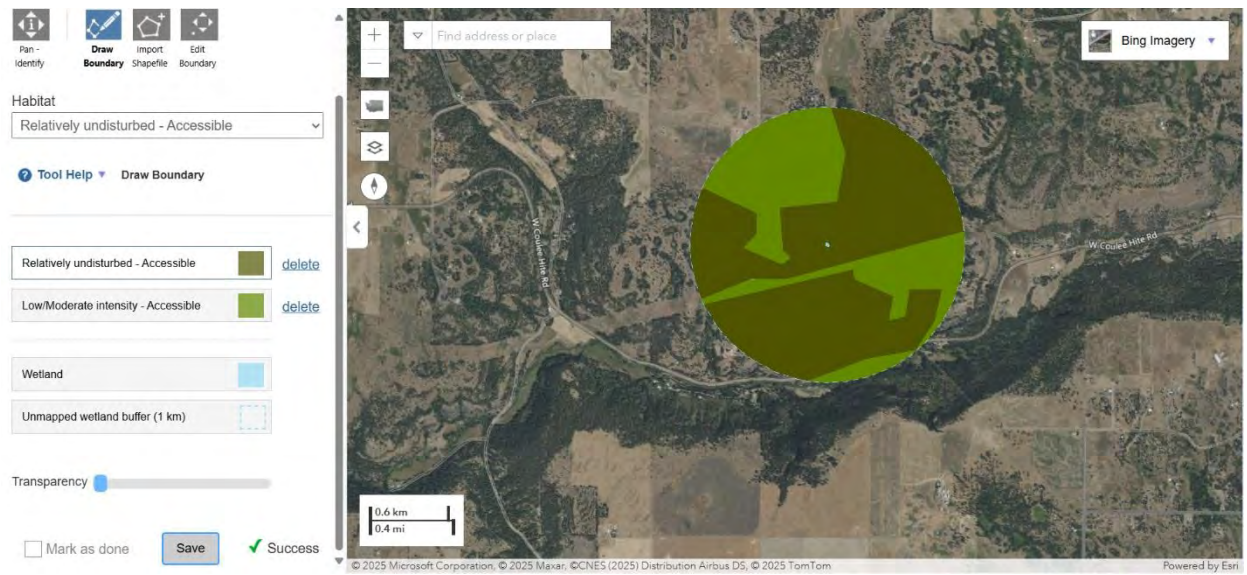 Pan -
Identify
Draw
Boundary
Import
Shapefile
Edit
Boundary
Habitat
Relatively undisturbed - Accessible
Tool Help
Draw Boundary
Relatively undisturbed - Accessible
delete
Low/Moderate intensity - Accessible
delete
Wetland
Unmapped wetland buffer (1 km)
Transparency
Mark as done
Save
Success
Find address or place
Bing Imagery
W Coulee Hite Rd
W Coulee Hite Rd
0.6 km
0.4 mi
© 2025 Microsoft Corporation, © 2025 Maxar, ©CNES (2025) Distribution Airbus DS, © 2025 TomTom
Powered by Esri